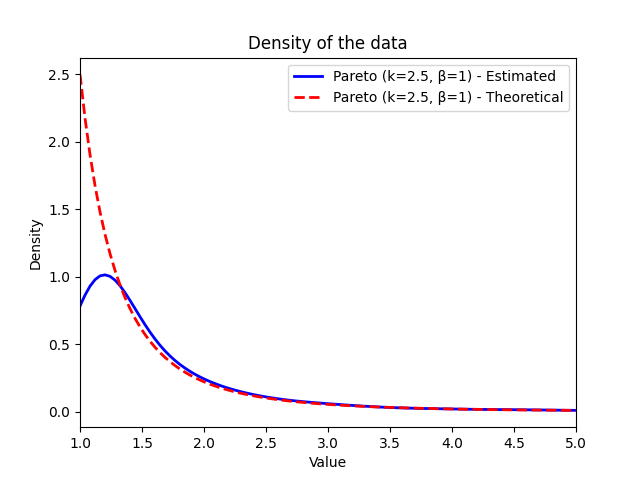 Density of the data
Pareto (k=2.5, β=1) - Estimated
Pareto (k=2.5, β=1) - Theoretical
Density
2.5
2.0
1.5
1.0
0.5
0.0
1.0 1.5 2.0 2.5 3.0 3.5 4.0 4.5 5.0
Value